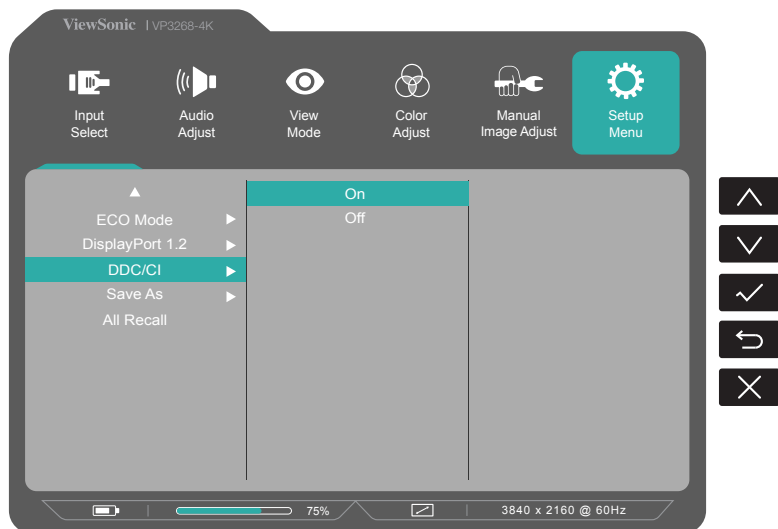 ViewSonic | VP3268-4K
Input
Select
Audio
Adjust
View
Mode
Color
Adjust
Manual
Image Adjust
Setup
Menu
ECO Mode
DisplayPort 1.2
DDC/CI
Save As
All Recall
On
Off
75%
3840 x 2160 @ 60Hz